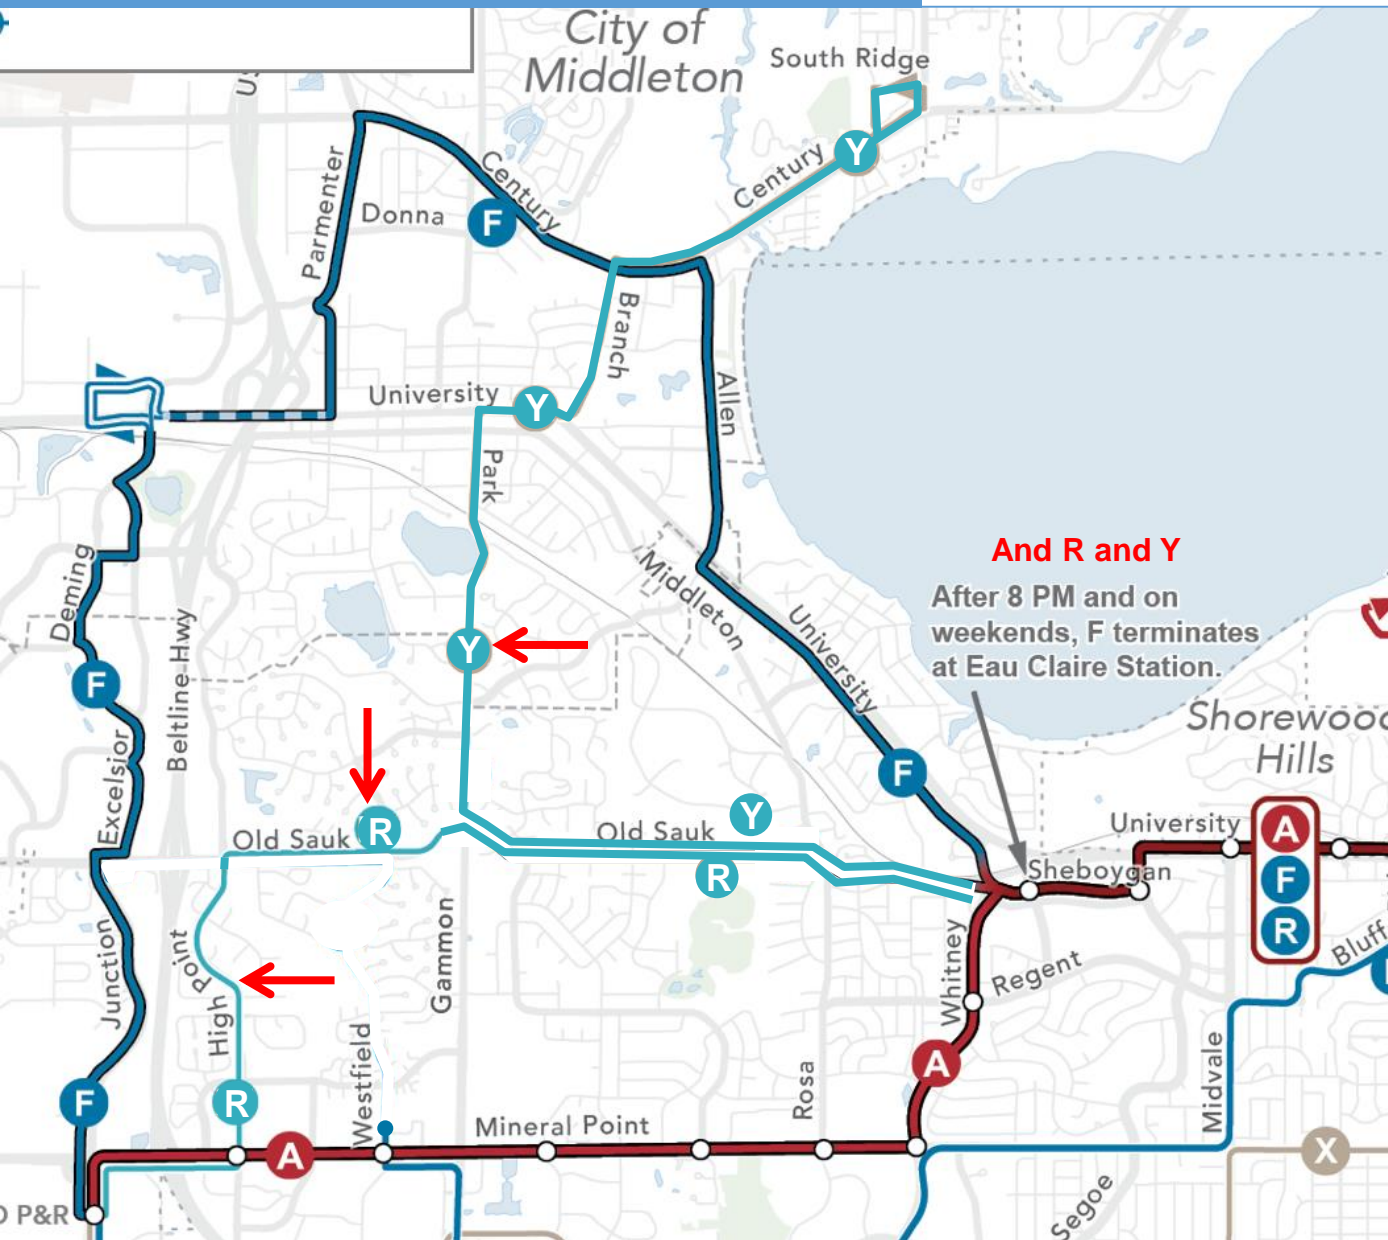 City of
Middleton
South Ridge
US
Century
Y
Parmenter
Donna
F
Century
Branch
University
Y
Allen
Park
Middleton
And R and Y
After 8 PM and on
weekends, F terminates
at Eau Claire Station.
Deming
Beltline Hwy
Y
University
F
Shorewood
Hills
F
Excelsior
Old Sauk
R
Old Sauk
Y
R
University
A
F
R
Sheboygan
Junction
High Point
Gammon
Whitney
Regent
Bluff
Westfield
F
R
A
Rosa
Midvale
Mineral Point
A
X
P&R
Segoe